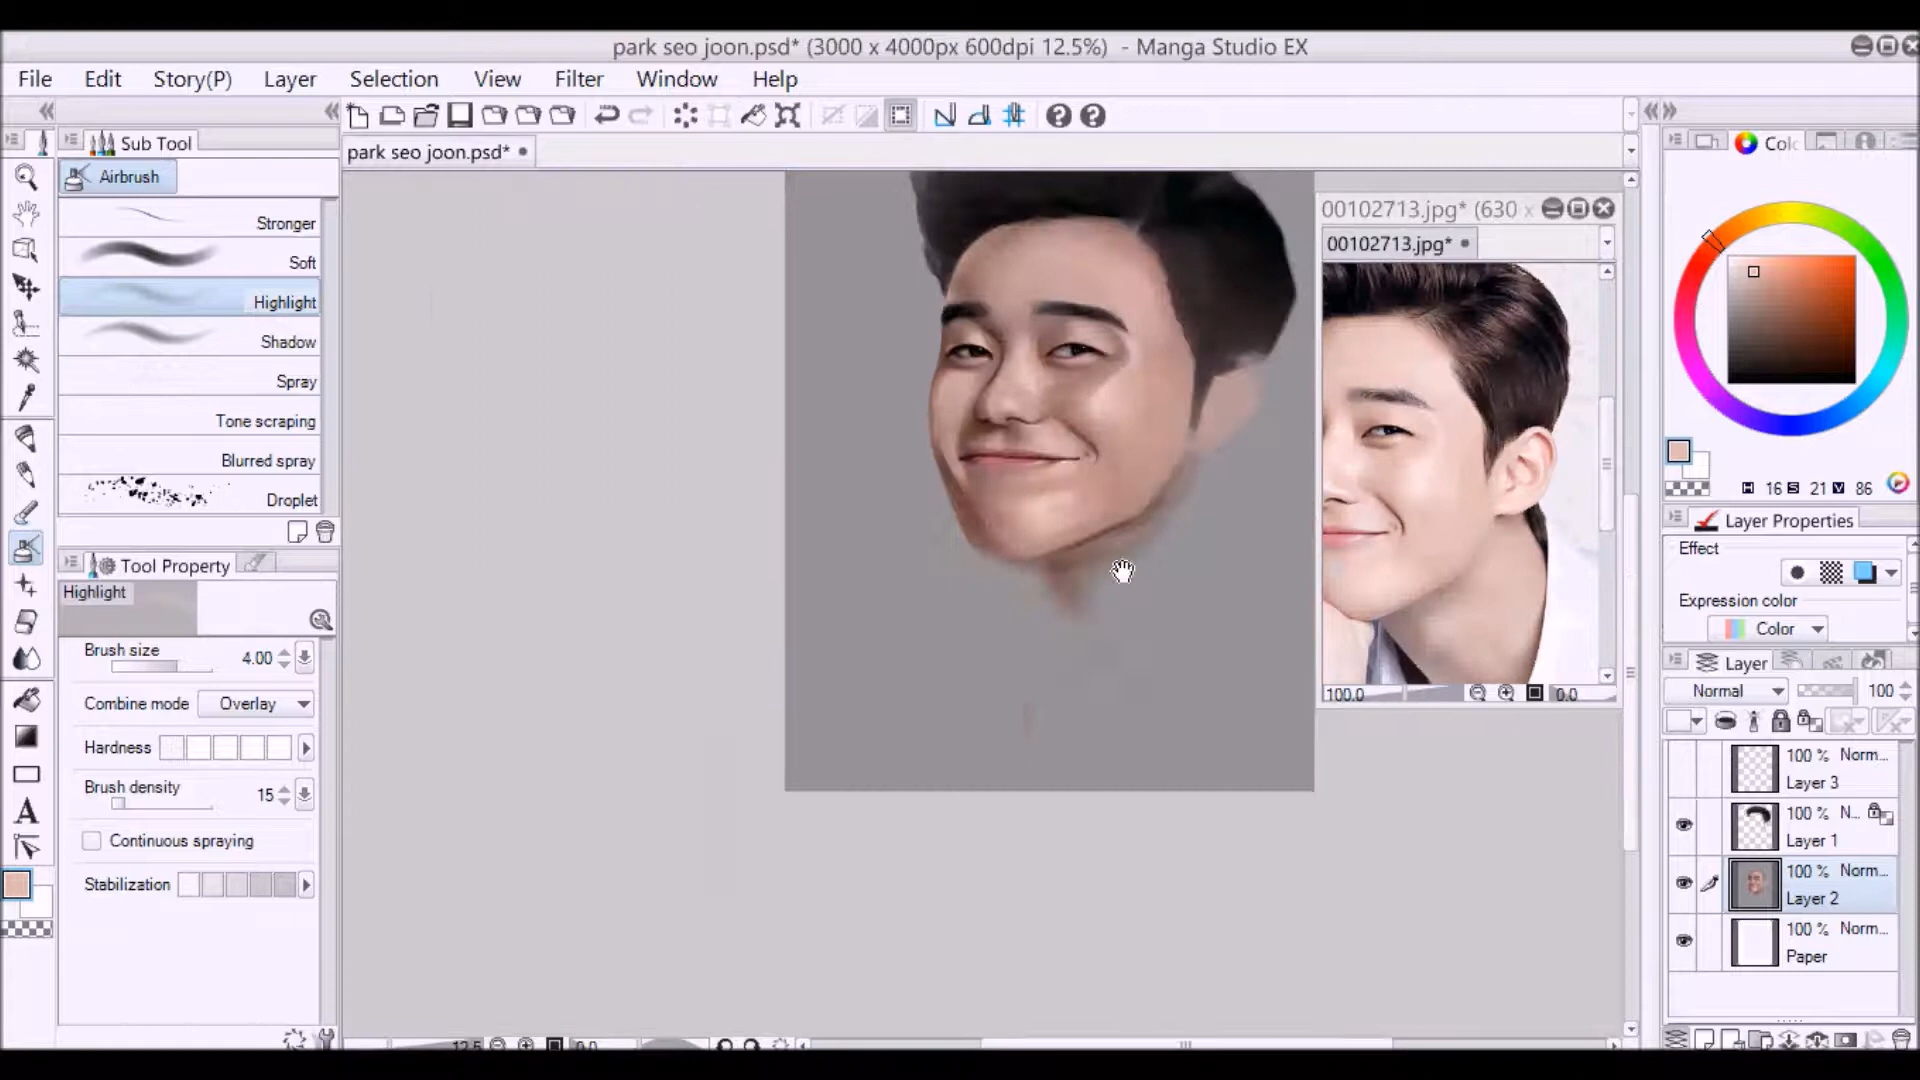 park seo joon.psd* (3000 x 4000px 600dpi 12.5%) - Manga Studio EX
File Edit Story(P) Layer Selection View Filter Window Help
Sub Tool
park seo joon.psd*
Airbrush
Stronger
Soft
Highlight
Shadow
Spray
Tone scraping
Blurred spray
Droplet
Tool Property
Highlight
Brush size 4.00
Combine mode Overlay
Hardness
Brush density 15
Continuous spraying
Stabilization
12.5 0.0
00102713.jpg* (630 x
00102713.jpg*
100.0 0.0
H 16 S 21 V 86
Layer Properties
Effect
Expression color
Color
Layer
Normal 100
100 % Norm...
Layer 3
100 % N...
Layer 1
100 % Norm...
Layer 2
100 % Norm...
Paper
A